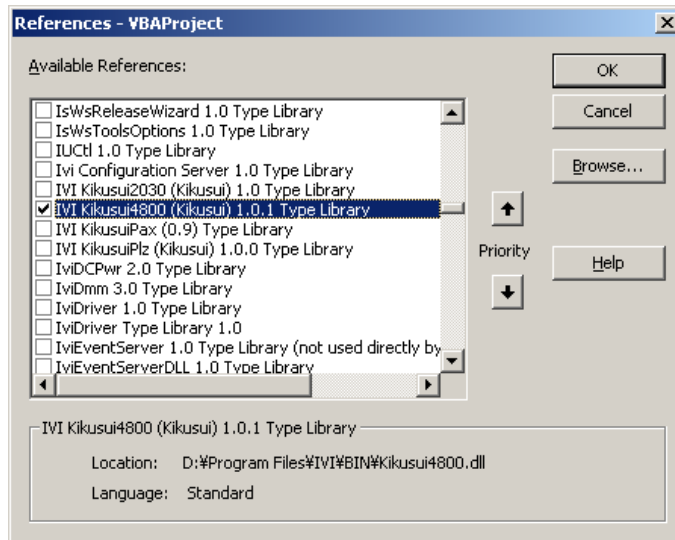 References - VBAProject
Available References:
OK
IsWsReleaseWizard 1.0 Type Library
IsWsToolsOptions 1.0 Type Library
Cancel
IUCtl 1.0 Type Library
Ivi Configuration Server 1.0 Type Library
Browse...
IVI Kikusui2030 (Kikusui) 1.0 Type Library
IVI Kikusui4800 (Kikusui) 1.0.1 Type Library
IVI KikusuiPax (0.9) Type Library
IVI KikusuiPlz (Kikusui) 1.0.0 Type Library
Priority
Help
IviDCPwr 2.0 Type Library
IviDmm 3.0 Type Library
IviDriver 1.0 Type Library
IviDriver Type Library 1.0
IviEventServer 1.0 Type Library (not used directly by
IviEventServerDLL 1.0 Type Library
IVI Kikusui4800 (Kikusui) 1.0.1 Type Library
Location: D:¥Program Files¥IVI¥BIN¥Kikusui4800.dll
Language: Standard